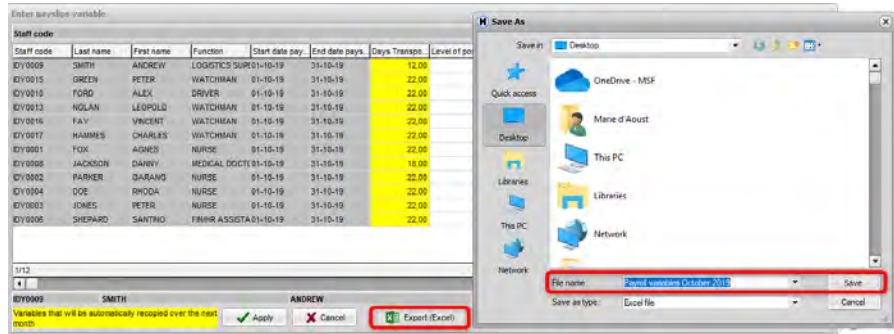 Enter payslip variable
Staff code
Staff code Last name First name Function Start date pay... End date pays... Days Transpo... Level of pos
IDY0009 SMITH ANDREW LOGISTICS SUPE 01-10-19 31-10-19 12,00
IDY0015 GREEN PETER WATCHMAN 01-10-19 31-10-19 22,00
IDY0010 FORD ALEX DRIVER 01-10-19 31-10-19 22,00
IDY0013 NOLAN LEOPOLD WATCHMAN 01-10-19 31-10-19 22,00
IDY0016 FAY VINCENT WATCHMAN 01-10-19 31-10-19 22,00
IDY0017 HAMMES CHARLES WATCHMAN 01-10-19 31-10-19 22,00
IDY0001 FOX AGNES NURSE 01-10-19 31-10-19 22,00
IDY0008 JACKSON DANNY MEDICAL DOCT 01-10-19 31-10-19 18,00
IDY0002 PARKER GARANG NURSE 01-10-19 31-10-19 22,00
IDY0004 DOE RHODA NURSE 01-10-19 31-10-19 22,00
IDY0003 JONES PETER NURSE 01-10-19 31-10-19 22,00
IDY0006 SHEPARD SANTINO FIN/HR ASSISTA 01-10-19 31-10-19 22,00
1/12
IDY0009 SMITH ANDREW
Variables that will be automatically recopied over the next
month
Apply Cancel Export (Excel)
Save As
Save in: Desktop
Quick access
Desktop
Libraries
This PC
Network
OneDrive - MSF
Marie d'Aoust
This PC
Libraries
Network
File name Payroll variables October 2019 Save
Save as type: Excel file Cancel